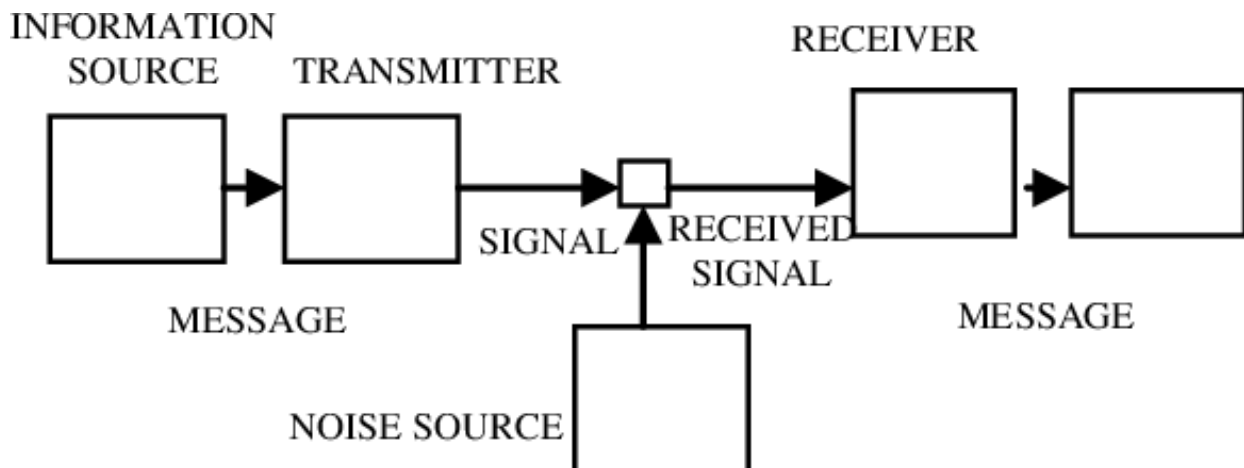 INFORMATION
SOURCE
TRANSMITTER
RECEIVER
SIGNAL
RECEIVED
SIGNAL
MESSAGE
MESSAGE
NOISE SOURCE